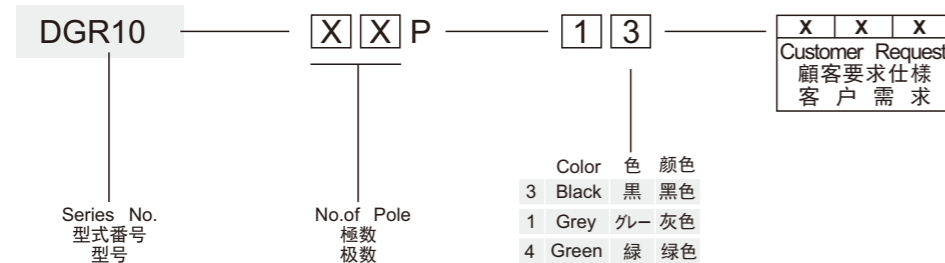 DGR10 XXP 13 X X X
Customer Request
顧客要求仕様
客户需求
Color 色 颜色
3 Black 黒 黑色
1 Grey グレー 灰色
4 Green 緑 绿色
Series No.
型式番号
型号
No.of Pole
極数
极数